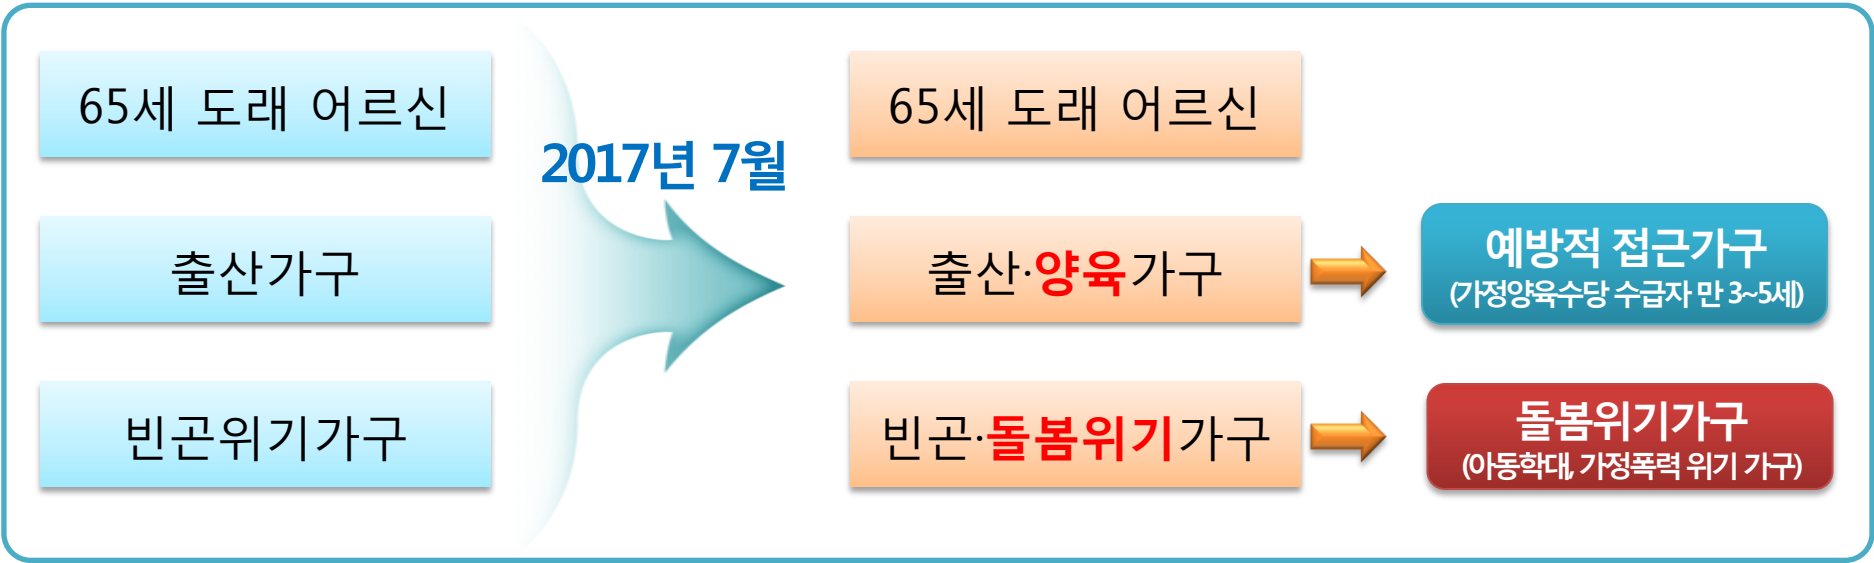 65세 도래 어르신
출산가구
빈곤위기가구
2017년 7월
65세 도래 어르신
출산·양육가구
빈곤·돌봄위기가구
예방적 접근가구
(가정양육수당 수급자 만 3~5세)
돌봄위기가구
(아동학대, 가정폭력 위기 가구)